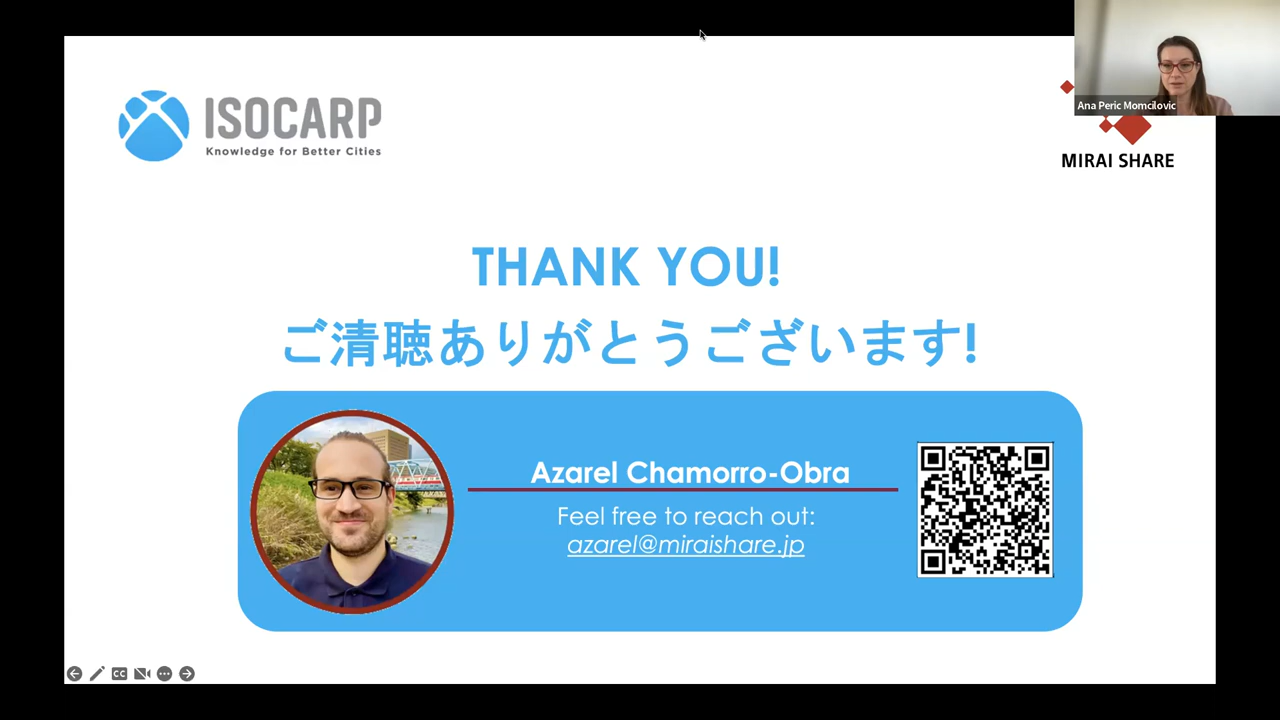 ISOCARP
Knowledge for Better Cities
Ana Peric Momcilovic
MIRAI SHARE
THANK YOU!
ご清聴ありがとうございます!
Azarel Chamorro-Obra
Feel free to reach out:
azarel@miraishare.jp
CC